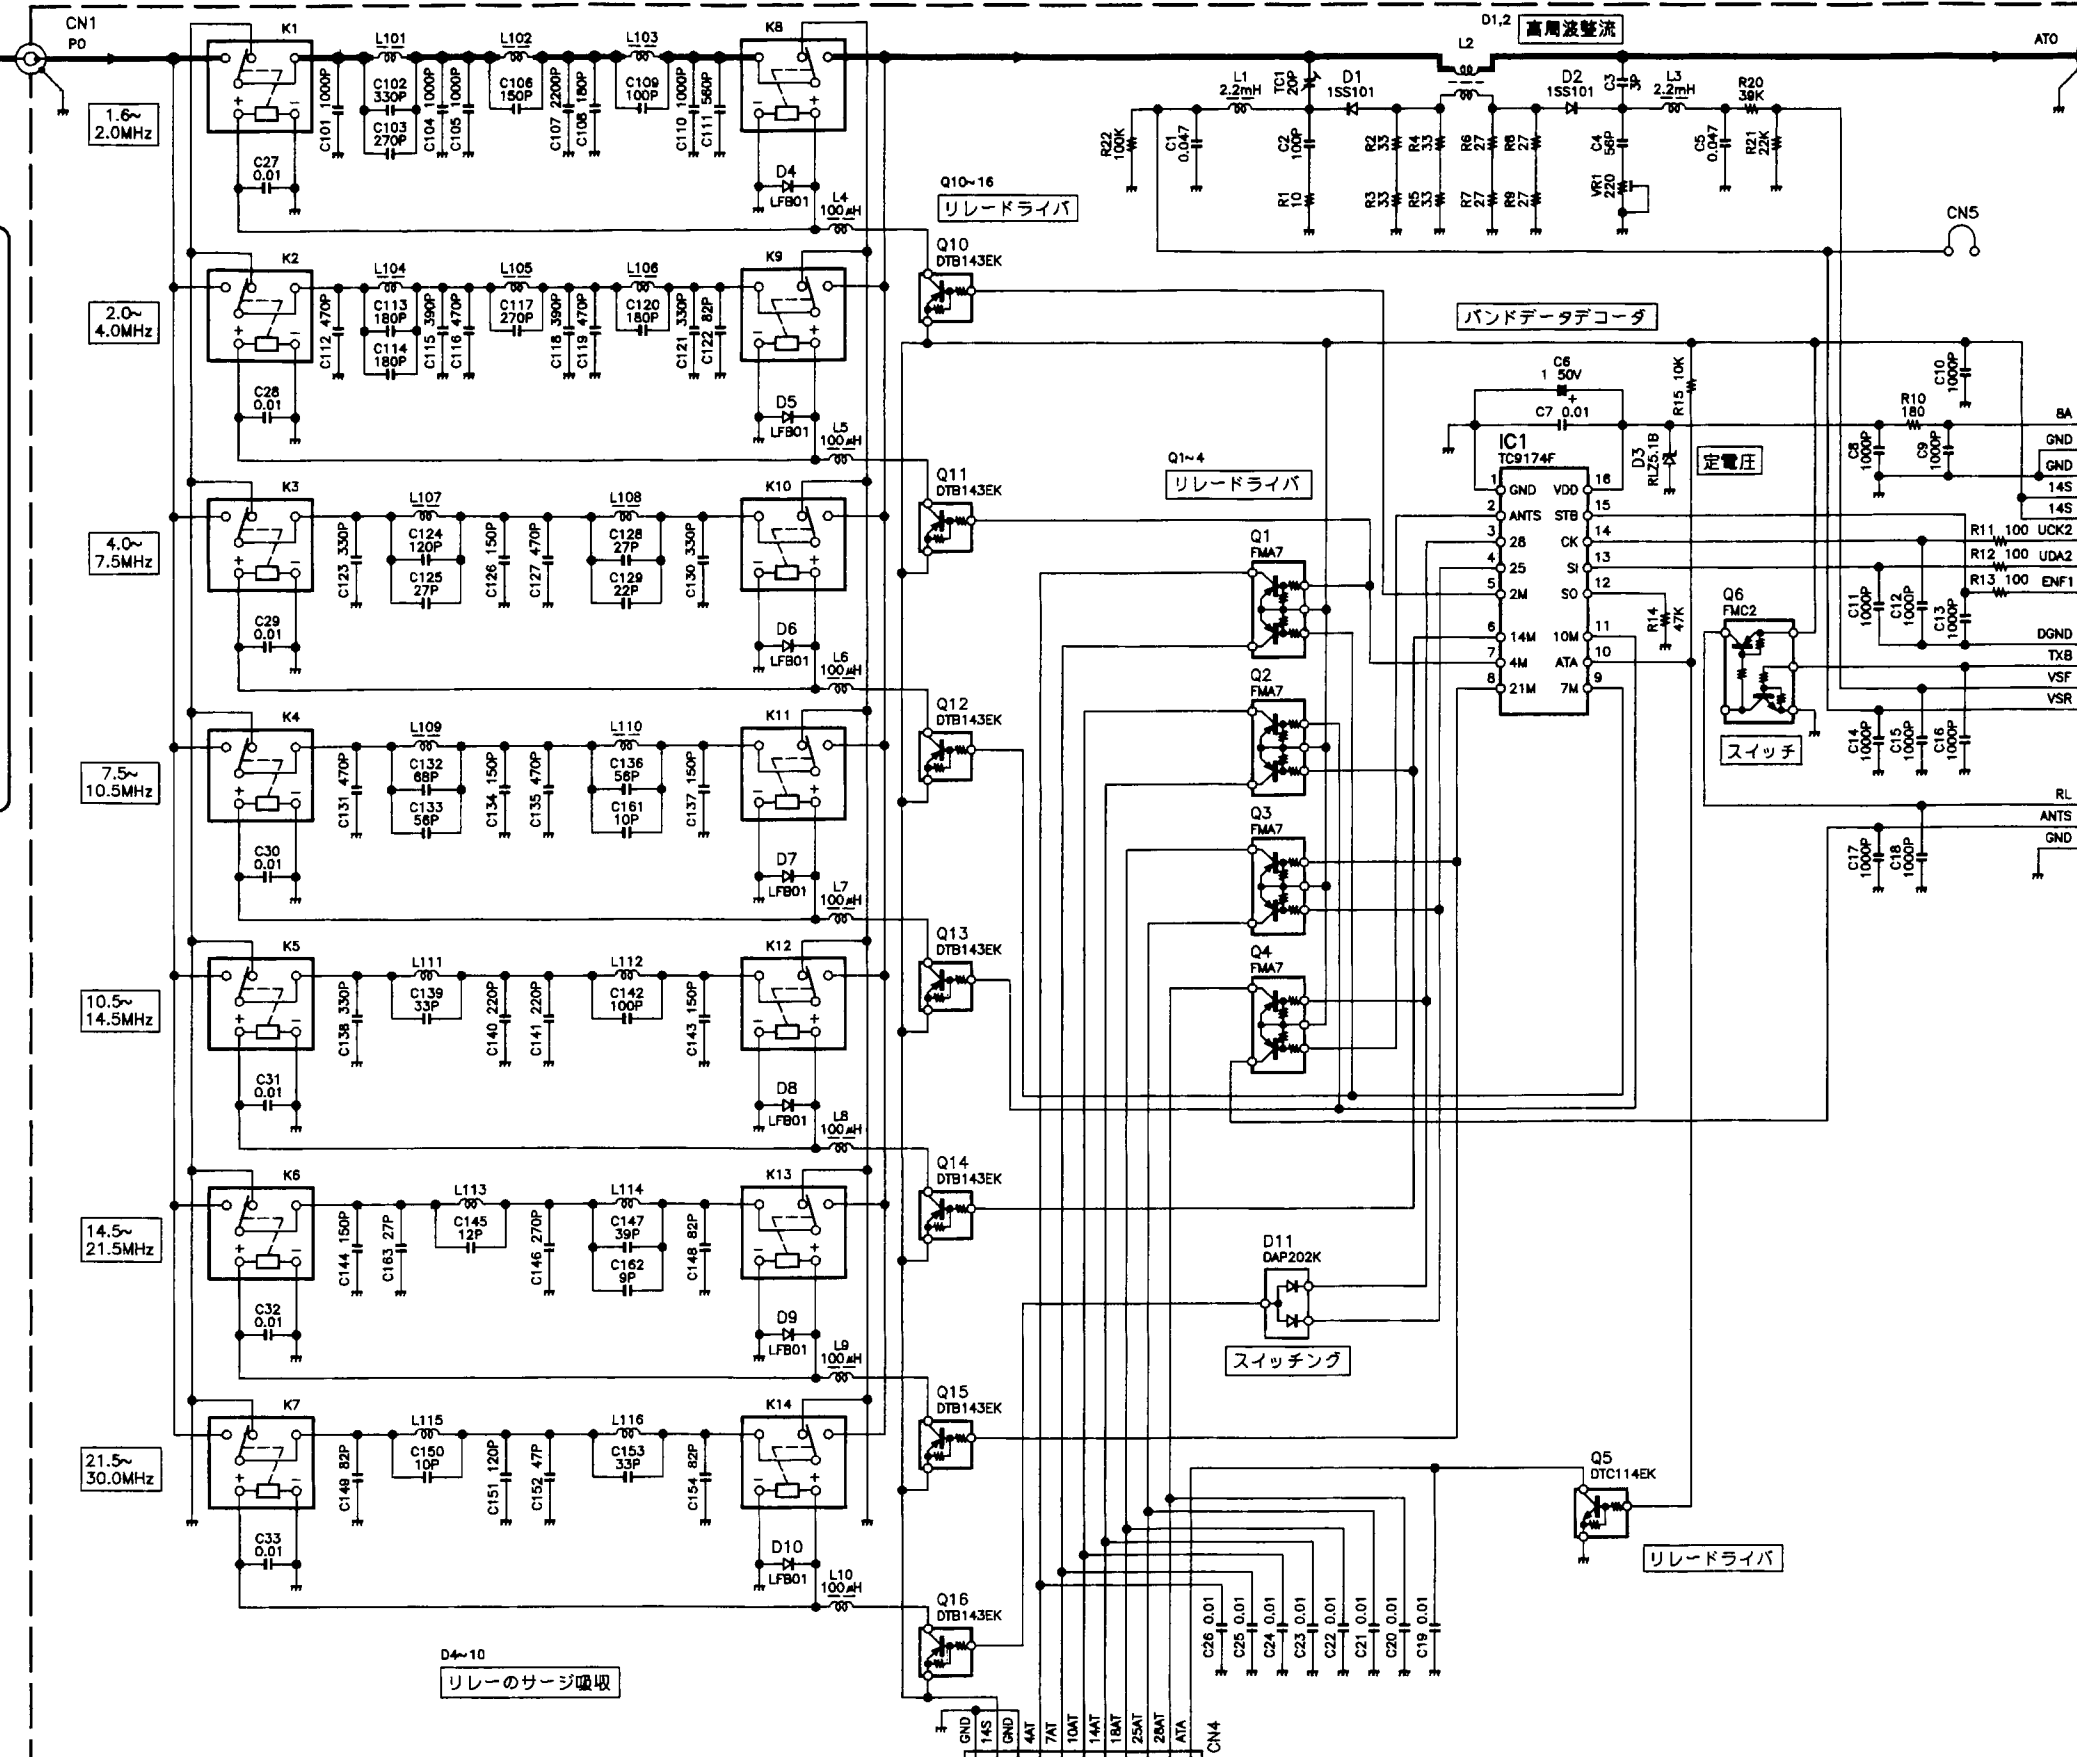 CN1
PO
K1
L101
L102
L103
K8
D1,2
高周波整流
L2
ATO
C101 1000P
C102
330P
C103
270P
C104 1000P
C105 1000P
C106
150P
C107 2200P
C108 180P
C109
100P
C110 1000P
C111 560P
1.6~
2.0MHz
C27
0.01
D4
LFB01
L4
100μH
L1
2.2mH
TC1
20P
D1
1SS101
D2
1SS101
C3
3P
L3
2.2mH
R20
39K
R22
100K
C1
0.047
C2
100P
R1
10
R2
33
R3
33
R4
33
R5
33
R6
27
R7
27
R8
27
R9
27
C4
56P
VR1
220
C5
0.047
R21
22K
CN5
Q10~16
リレードライバ
K2
L104
L105
L106
K9
Q10
DTB143EK
2.0~
4.0MHz
C112 470P
C113
180P
C114
180P
C115 390P
C116 470P
C117
270P
C118 390P
C119 470P
C120
180P
C121 330P
C122 82P
C28
0.01
D5
LFB01
L5
100μH
バンドデータデコーダ
C6
1 50V
+
C7 0.01
R15 10K
C10
1000P
R10
180
8A
GND
GND
14S
14S
C8
1000P
C9
1000P
D3
RLZ5.1B
定電圧
IC1
TC9174F
Q1~4
リレードライバ
K3
L107
L108
K10
Q11
DTB143EK
4.0~
7.5MHz
C123 330P
C124
120P
C125
27P
C126 150P
C127 470P
C128
27P
C129
22P
C130 330P
C29
0.01
D6
LFB01
L6
100μH
1 GND VDD 16
2 ANTS STB 15
3 28 CK 14
4 25 SI 13
5 2M SO 12
6 14M 10M 11
7 4M ATA 10
8 21M 7M 9
R11 100 UCK2
R12 100 UDA2
R13 100 ENF1
R14
47K
C11
1000P
C12
1000P
C13
1000P
DGND
TXB
VSF
VSR
Q6
FMC2
スイッチ
C14
1000P
C15
1000P
C16
1000P
RL
ANTS
GND
C17
1000P
C18
1000P
Q1
FMA7
Q2
FMA7
Q3
FMA7
Q4
FMA7
K4
L109
L110
K11
Q12
DTB143EK
7.5~
10.5MHz
C131 470P
C132
68P
C133
56P
C134 150P
C135 470P
C136
56P
C161
10P
C137 150P
C30
0.01
D7
LFB01
L7
100μH
K5
L111
L112
K12
Q13
DTB143EK
10.5~
14.5MHz
C138 330P
C139
33P
C140 220P
C141 220P
C142
100P
C143 150P
C31
0.01
D8
LFB01
L8
100μH
K6
L113
L114
K13
Q14
DTB143EK
14.5~
21.5MHz
C144 150P
C163 27P
C145
12P
C146 270P
C147
39P
C162
9P
C148 82P
C32
0.01
D9
LFB01
L9
100μH
D11
DAP202K
スイッチング
K7
L115
L116
K14
Q15
DTB143EK
21.5~
30.0MHz
C149 82P
C150
10P
C151 120P
C152 47P
C153
33P
C154 82P
C33
0.01
D10
LFB01
L10
100μH
Q16
DTB143EK
Q5
DTC114EK
リレードライバ
D4~10
リレーのサージ吸収
C26 0.01
C25 0.01
C24 0.01
C23 0.01
C22 0.01
C21 0.01
C20 0.01
C19 0.01
GND
14S
GND
4AT
7AT
10AT
14AT
18AT
25AT
28AT
ATA
CN4